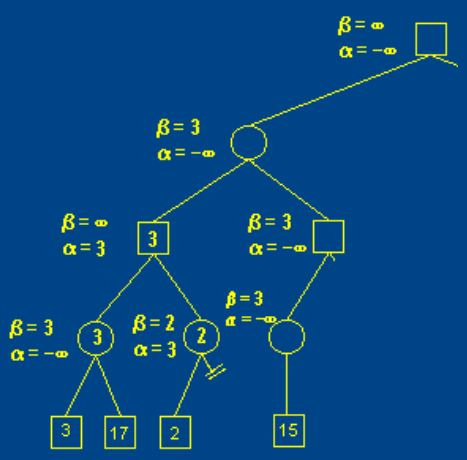 β = ∞
α = -∞
β = 3
α = -∞
β = ∞
α = 3
3
β = 3
α = -∞
β = 3
α = -∞
3
β = 2
α = 3
2
β = 3
α = -∞
3
17
2
15